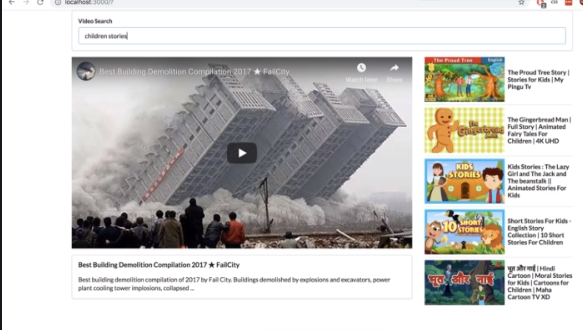 localhost:3000/?
Video Search
children stories
Best Building Demolition Compilation 2017 ★ FailCity
Watch later
Share
Best Building Demolition Compilation 2017 ★ FailCity
Best building demolition compilation of 2017 by Fail City. Buildings demolished by explosions and excavators, power
plant cooling tower implosions, collapsed ...
The Proud Tree
English
The Proud Tree Story |
Stories for Kids | My
Pingu Tv
The Gingerbread Man |
Full Story | Animated
Fairy Tales For
Children | 4K UHD
KIDS
STORIES
Kids Stories : The Lazy
Girl and The Jack and
The beanstalk ||
Animated Stories For
Kids
10 SHORT
STORIES
Short Stories For Kids -
English Story
Collection | 10 Short
Stories For Children
भूत और नाई
भूत और नाई | Hindi
Cartoon | Moral Stories
for Kids | Cartoons for
Children | Maha
Cartoon TV XD